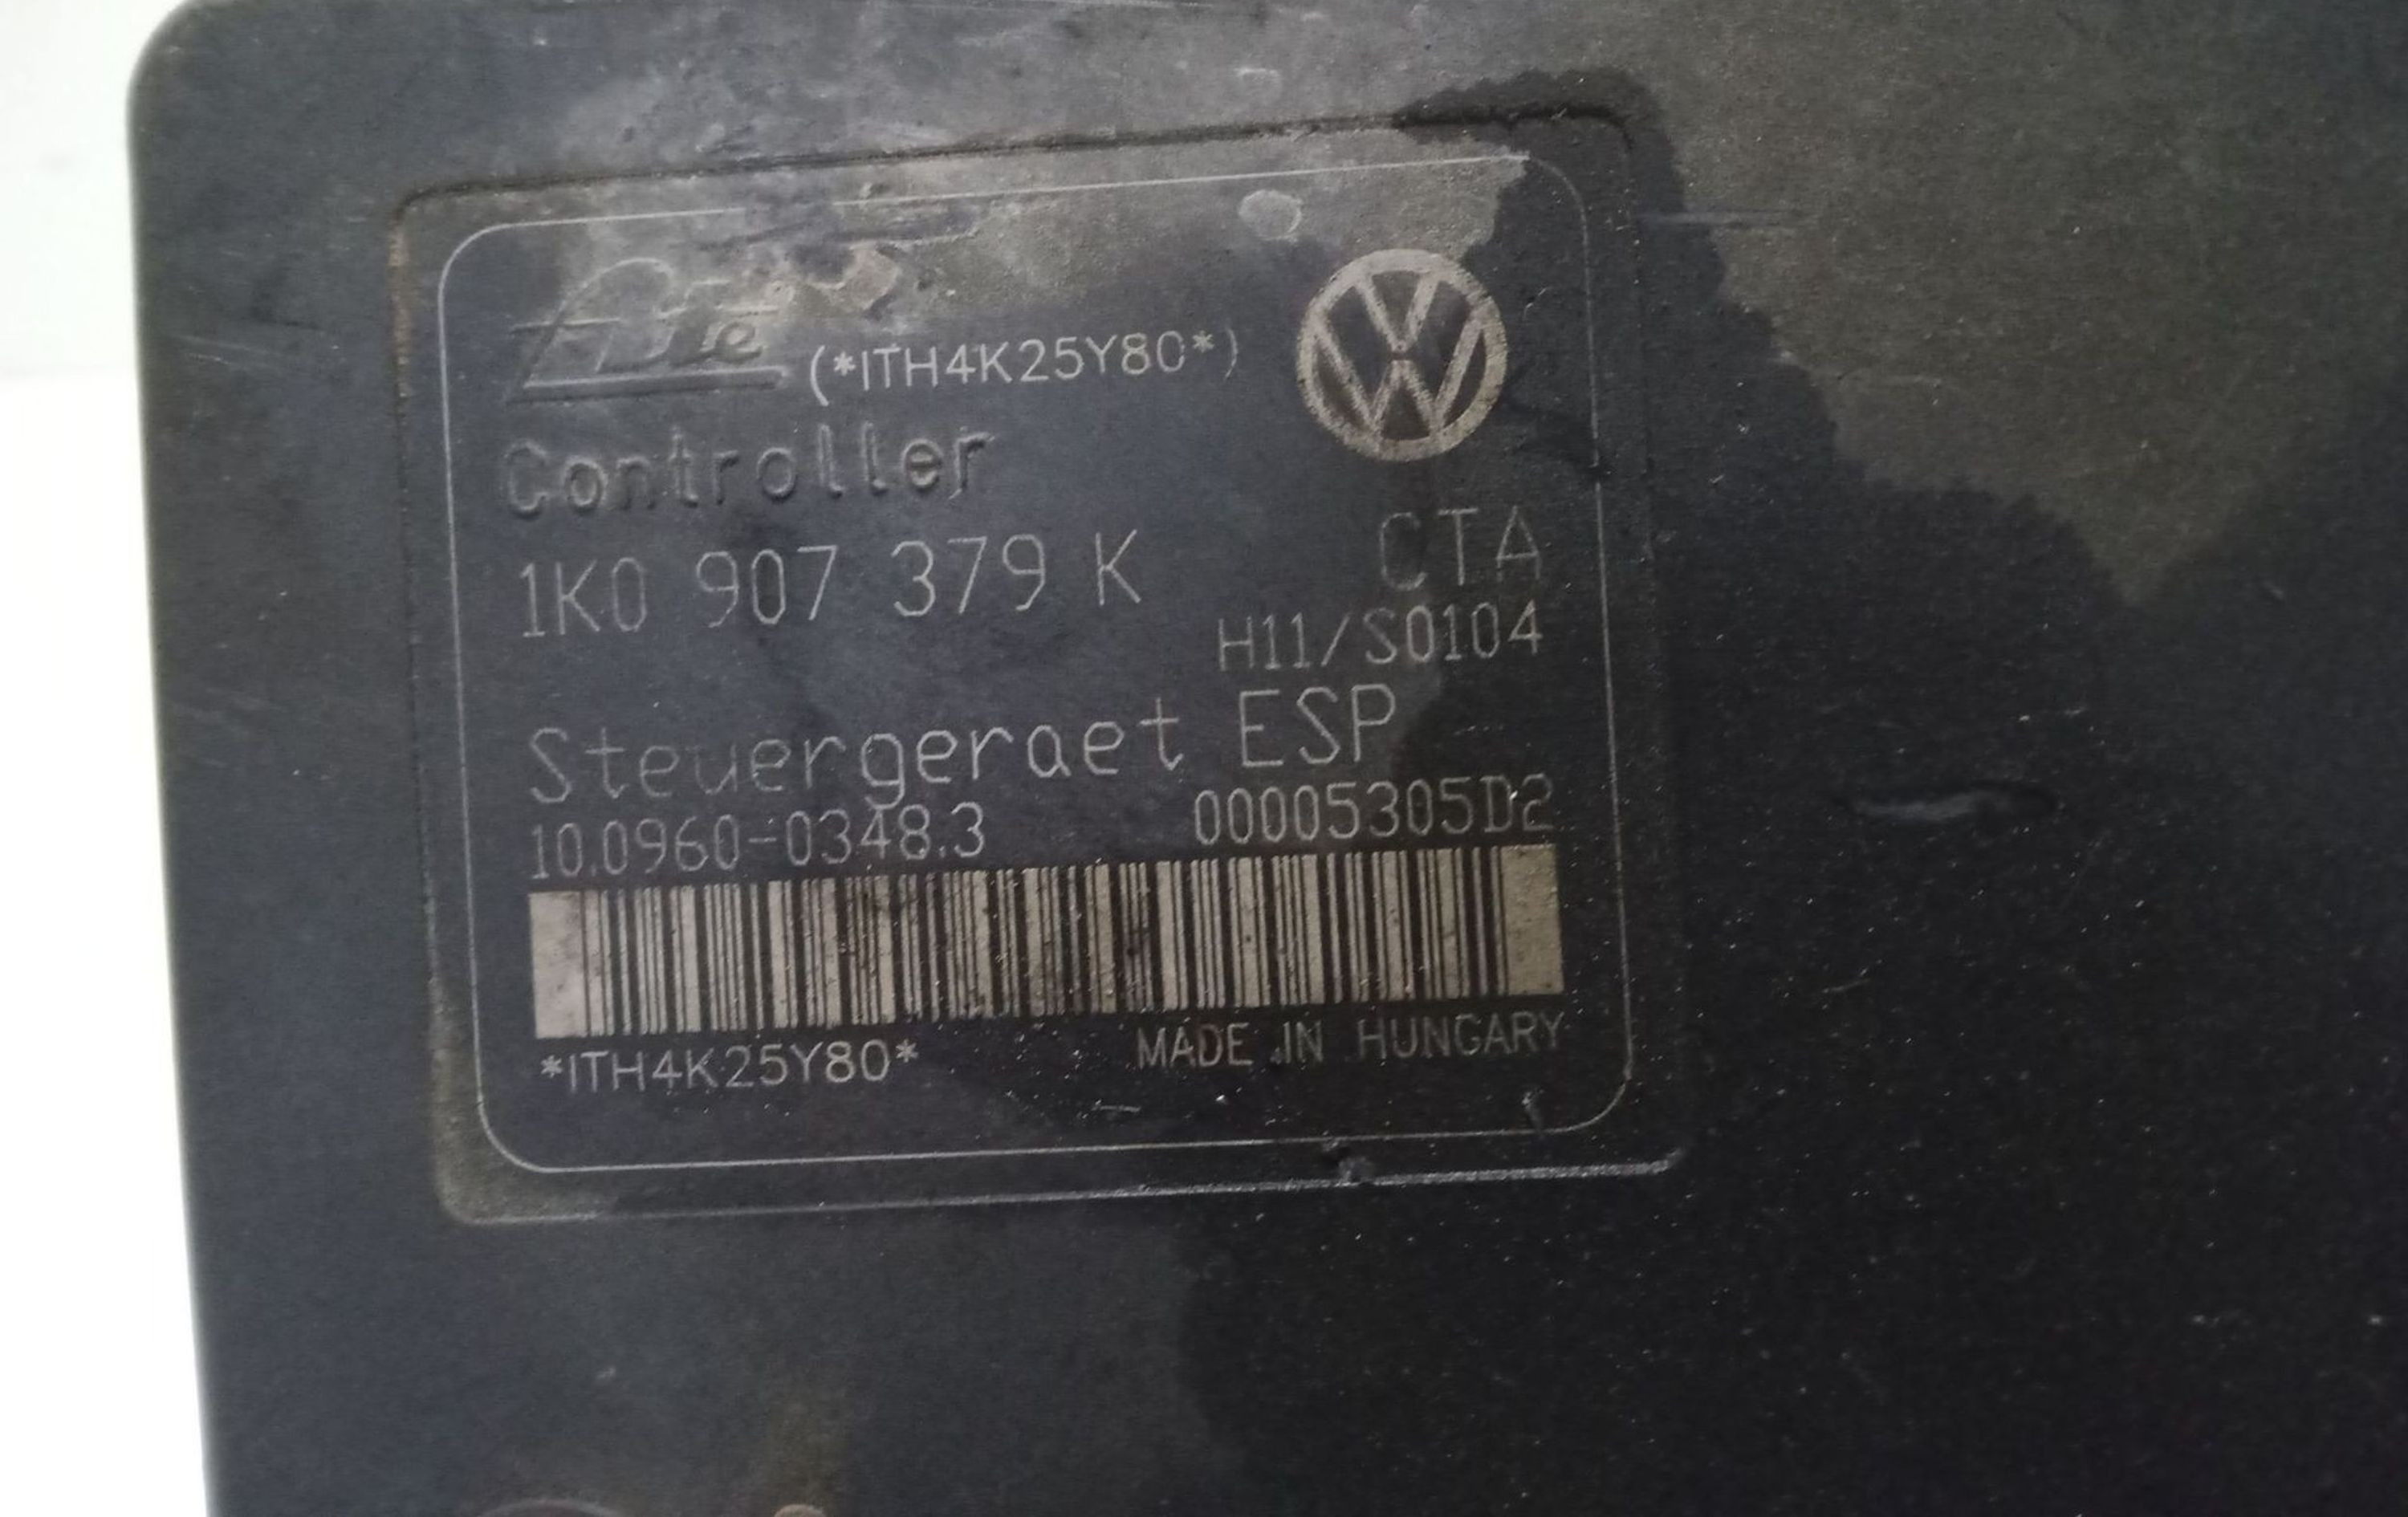 Ate (*ITH4K25Y80*)
Controller
1K0 907 379 K CTA
H11/S0104
Steuergeraet ESP
10.0960-0348.3 00005305D2
*ITH4K25Y80* MADE IN HUNGARY